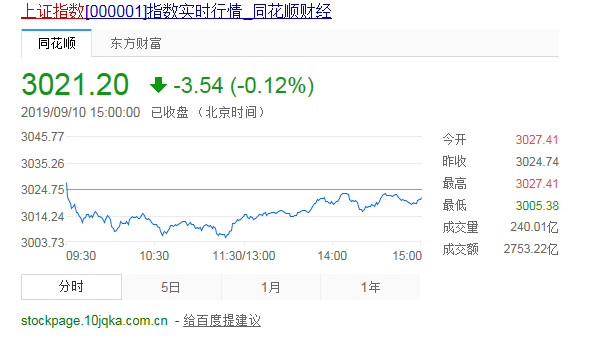 上证指数[000001]指数实时行情_同花顺财经
同花顺 东方财富
3021.20 -3.54 (-0.12%)
2019/09/10 15:00:00 已收盘 （北京时间）
3045.77
3035.26
3024.75
3014.24
3003.73
09:30 10:30 11:30/13:00 14:00 15:00
今开 3027.41
昨收 3024.74
最高 3027.41
最低 3005.38
成交量 240.01亿
成交额 2753.22亿
分时 5日 1月 1年
stockpage.10jqka.com.cn - 给百度提建议